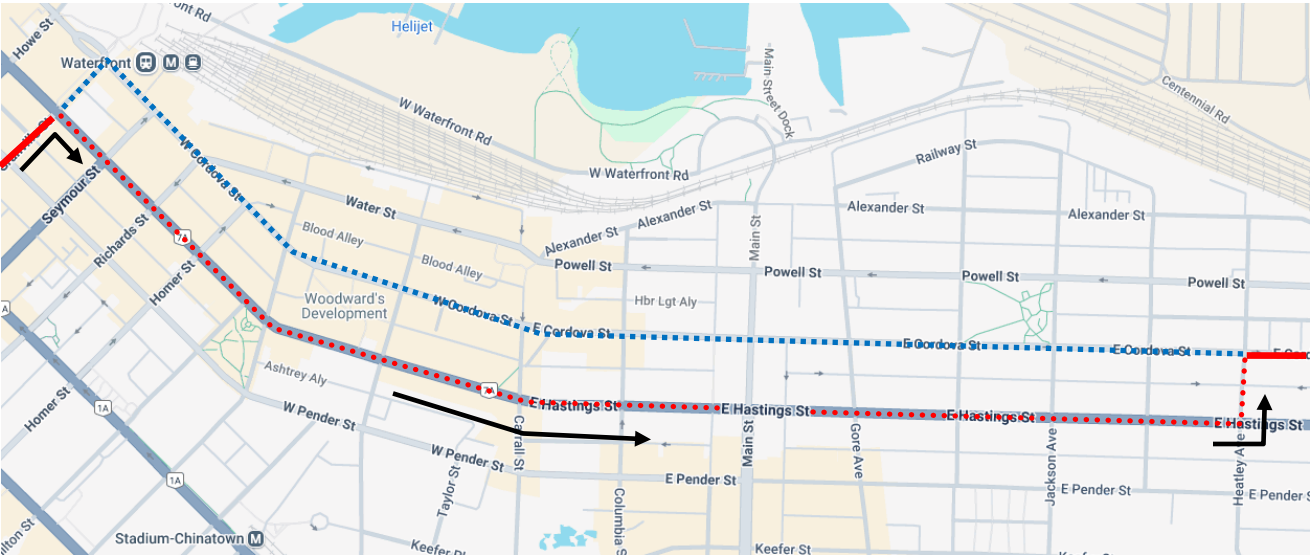 Howe St
Helijet
Waterfront
M
W Waterfront Rd
Main Street Dock
Centennial Rd
Railway St
W Waterfront Rd
W Cordova St
Seymour St
Water St
Alexander St
Alexander St
Alexander St
Alexander St
Main St
Blood Alley
Blood Alley
Richards St
Powell St
Powell St
Powell St
Powell St
7A
Homer St
Woodward's
Development
W Cordova St
Hbr Lgt Aly
E Cordova St
E Cordova St
E Cordova St
Ashtrey Aly
7A
E Hastings St
E Hastings St
E Hastings St
E Hastings St
Homer St
1A
W Pender St
Carrall St
Main St
Gore Ave
Jackson Ave
Heatley Ave
W Pender St
E Pender St
E Pender St
E Pender S
1A
Taylor St
Columbia S
Stadium-Chinatown M
Keefer Pl
Keefer St